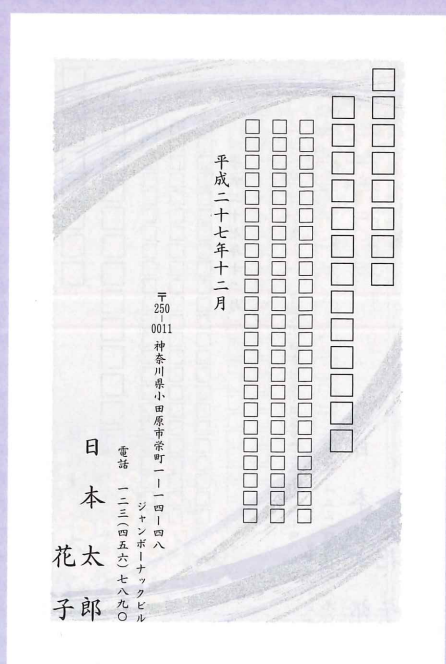 平成二十七年十二月
〒250-0011 神奈川県小田原市栄町一ー一四ー四八
ジャンボーナックビル
電話 一二三(四五六)七八九〇
日本 太郎
花子